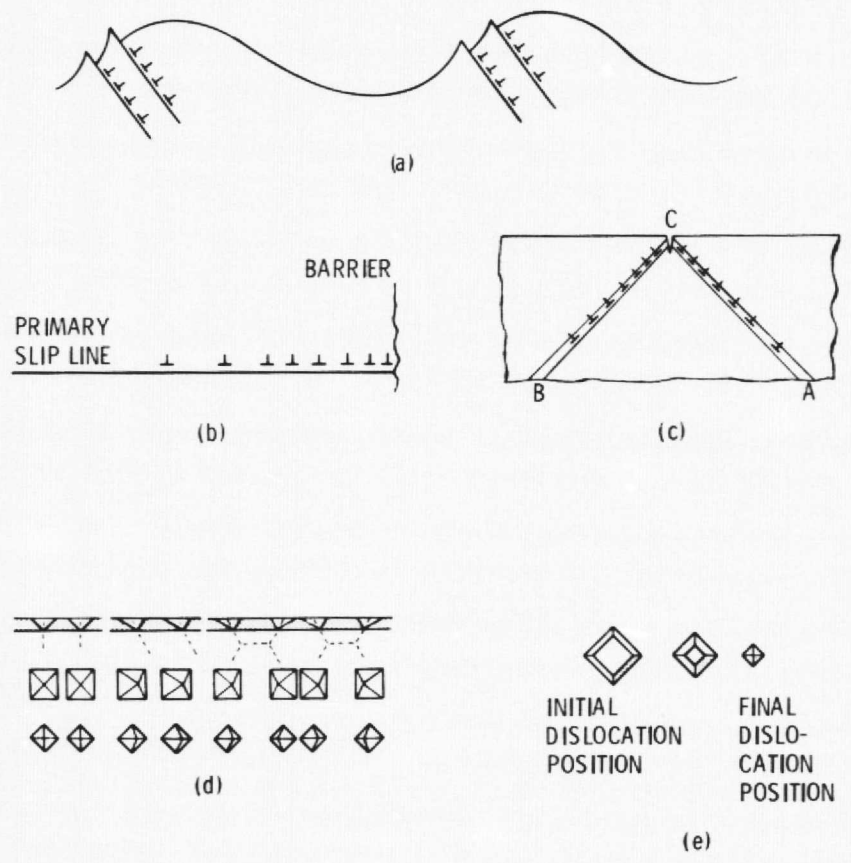 (a)
C
BARRIER
PRIMARY
SLIP LINE
B
A
(b)
(c)
INITIAL
DISLOCATION
POSITION
FINAL
DISLO-
CATION
POSITION
(d)
(e)